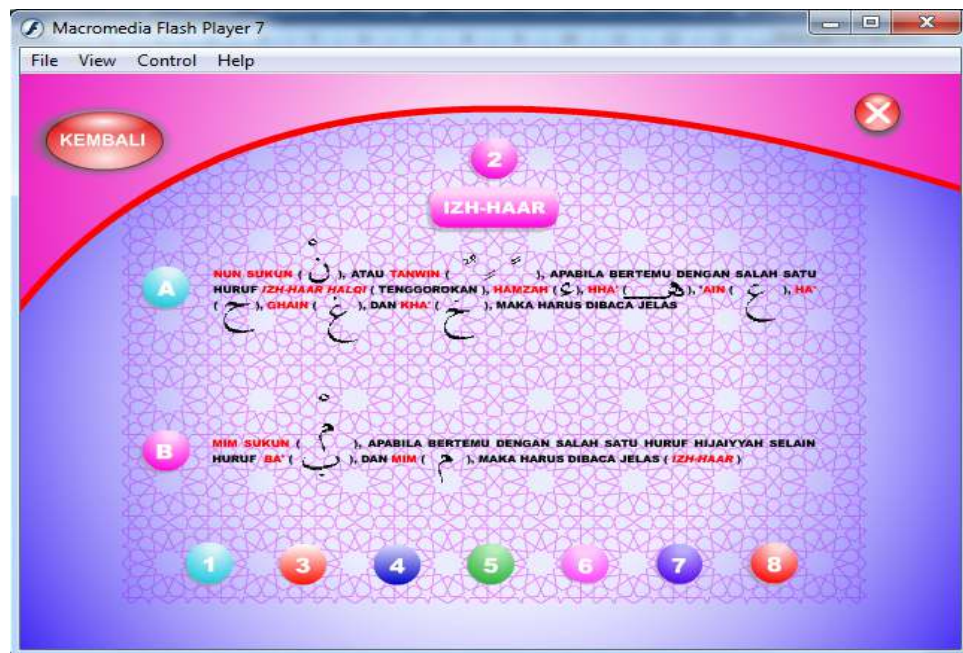 Macromedia Flash Player 7
File View Control Help
KEMBALI
2
IZH-HAAR
A
NUN SUKUN ( نْ ), ATAU TANWIN ( ـًـٍـٌ ), APABILA BERTEMU DENGAN SALAH SATU
HURUF IZH-HAAR HALQI ( TENGGOROKAN ), HAMZAH ( ء ), HHA' ( هـ ), 'AIN ( ع ), HA'
( ح ), GHAIN ( غ ), DAN KHA' ( خ ), MAKA HARUS DIBACA JELAS
B
MIM SUKUN ( مْ ), APABILA BERTEMU DENGAN SALAH SATU HURUF HIJAIYYAH SELAIN
HURUF BA' ( ب ), DAN MIM ( م ), MAKA HARUS DIBACA JELAS ( IZH-HAAR )
1 3 4 5 6 7 8